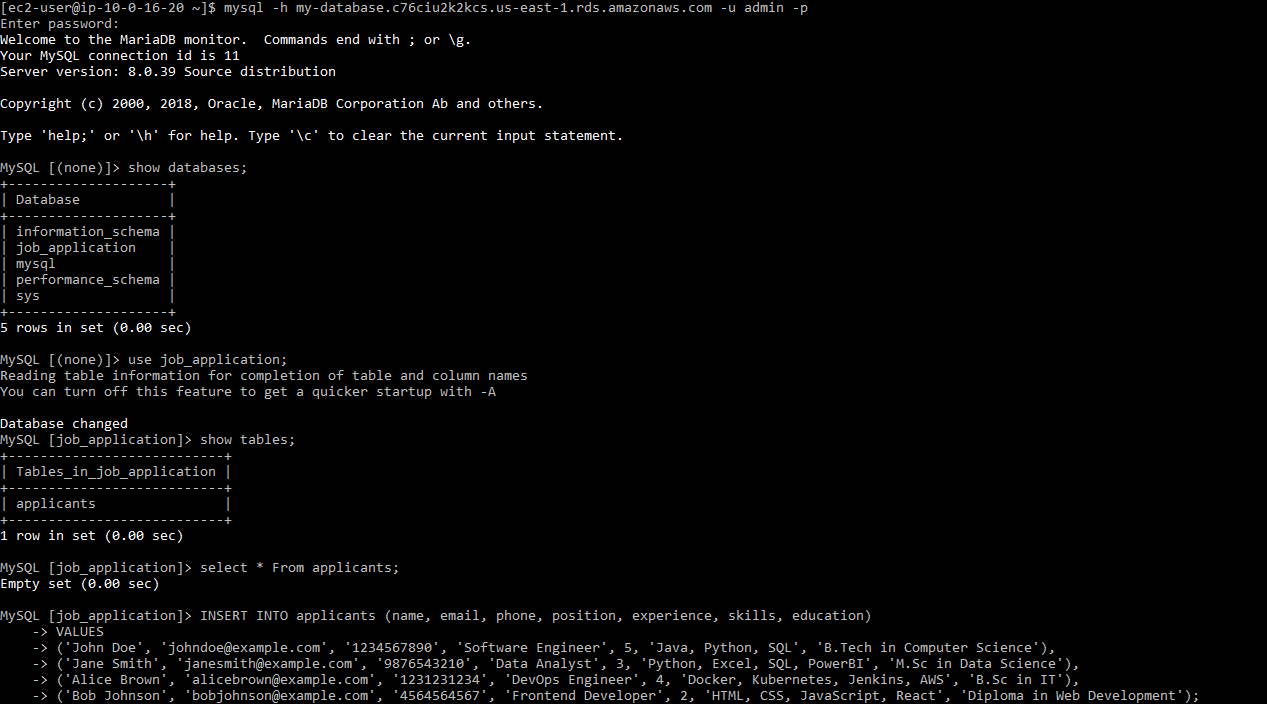 [ec2-user@ip-10-0-16-20 ~]$ mysql -h my-database.c76ciu2k2kcs.us-east-1.rds.amazonaws.com -u admin -p
Enter password:
Welcome to the MariaDB monitor.  Commands end with ; or \g.
Your MySQL connection id is 11
Server version: 8.0.39 Source distribution

Copyright (c) 2000, 2018, Oracle, MariaDB Corporation Ab and others.

Type 'help;' or '\h' for help. Type '\c' to clear the current input statement.

MySQL [(none)]> show databases;
+--------------------+
| Database           |
+--------------------+
| information_schema |
| job_application    |
| mysql              |
| performance_schema |
| sys                |
+--------------------+
5 rows in set (0.00 sec)

MySQL [(none)]> use job_application;
Reading table information for completion of table and column names
You can turn off this feature to get a quicker startup with -A

Database changed
MySQL [job_application]> show tables;
+---------------------------+
| Tables_in_job_application |
+---------------------------+
| applicants                |
+---------------------------+
1 row in set (0.00 sec)

MySQL [job_application]> select * From applicants;
Empty set (0.00 sec)

MySQL [job_application]> INSERT INTO applicants (name, email, phone, position, experience, skills, education)
    -> VALUES
    -> ('John Doe', 'johndoe@example.com', '1234567890', 'Software Engineer', 5, 'Java, Python, SQL', 'B.Tech in Computer Science'),
    -> ('Jane Smith', 'janesmith@example.com', '9876543210', 'Data Analyst', 3, 'Python, Excel, SQL, PowerBI', 'M.Sc in Data Science'),
    -> ('Alice Brown', 'alicebrown@example.com', '1231231234', 'DevOps Engineer', 4, 'Docker, Kubernetes, Jenkins, AWS', 'B.Sc in IT'),
    -> ('Bob Johnson', 'bobjohnson@example.com', '4564564567', 'Frontend Developer', 2, 'HTML, CSS, JavaScript, React', 'Diploma in Web Development');